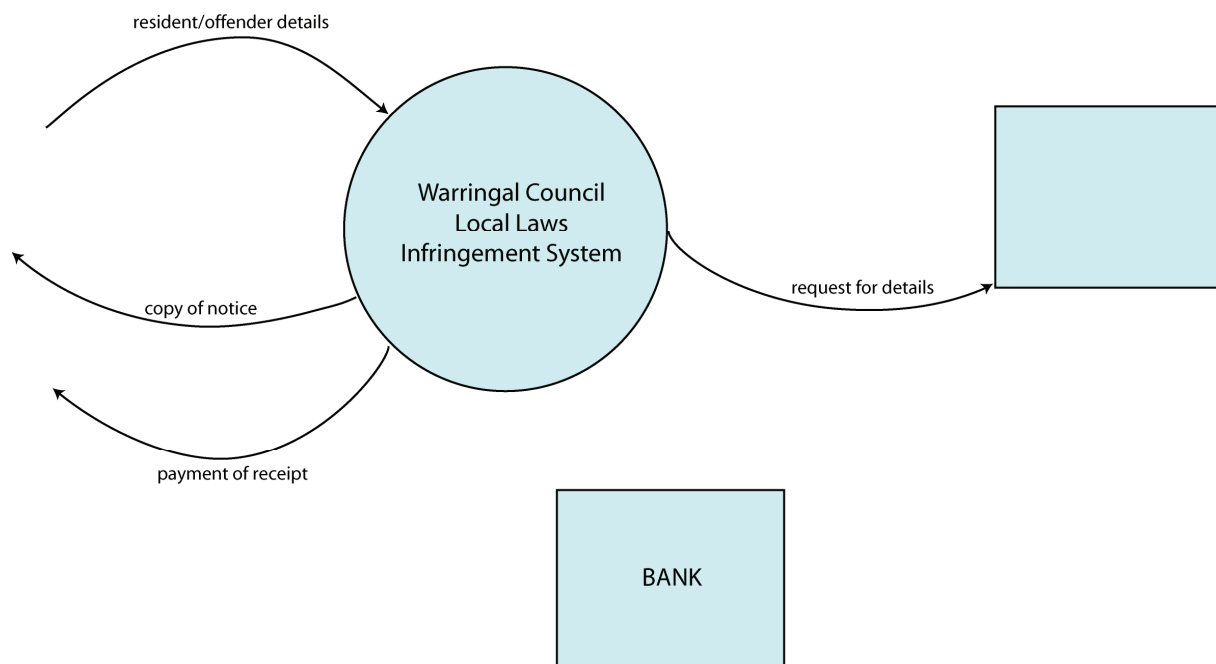 resident/offender details
Warringal Council
Local Laws
Infringement System
request for details
copy of notice
payment of receipt
BANK